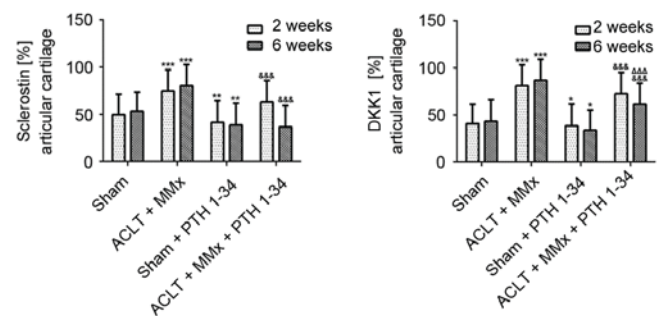 Sclerostin [%]
articular cartilage
150
100
50
0
2 weeks
6 weeks
***
***
**
**
&&&
&&&
Sham
ACLT + MMx
Sham + PTH 1-34
ACLT + MMx + PTH 1-34
DKK1 [%]
articular cartilage
150
100
50
0
2 weeks
6 weeks
***
***
*
*
&&&
&&&
Sham
ACLT + MMx
Sham + PTH 1-34
ACLT + MMx + PTH 1-34